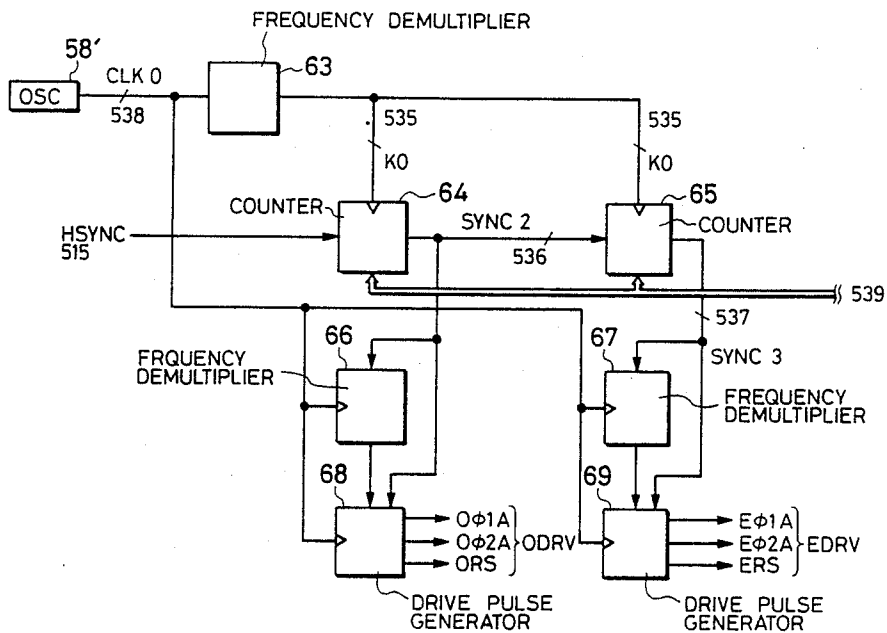 FREQUENCY DEMULTIPLIER
58'
63
OSC
CLK 0
538
535
535
K0
K0
64
65
COUNTER
COUNTER
HSYNC
515
SYNC 2
536
539
537
66
67
SYNC 3
FRQUENCY
DEMULTIPLIER
FREQUENCY
DEMULTIPLIER
68
69
OΦ1A
OΦ2A
ORS
ODRV
EΦ1A
EΦ2A
ERS
EDRV
DRIVE PULSE
GENERATOR
DRIVE PULSE
GENERATOR